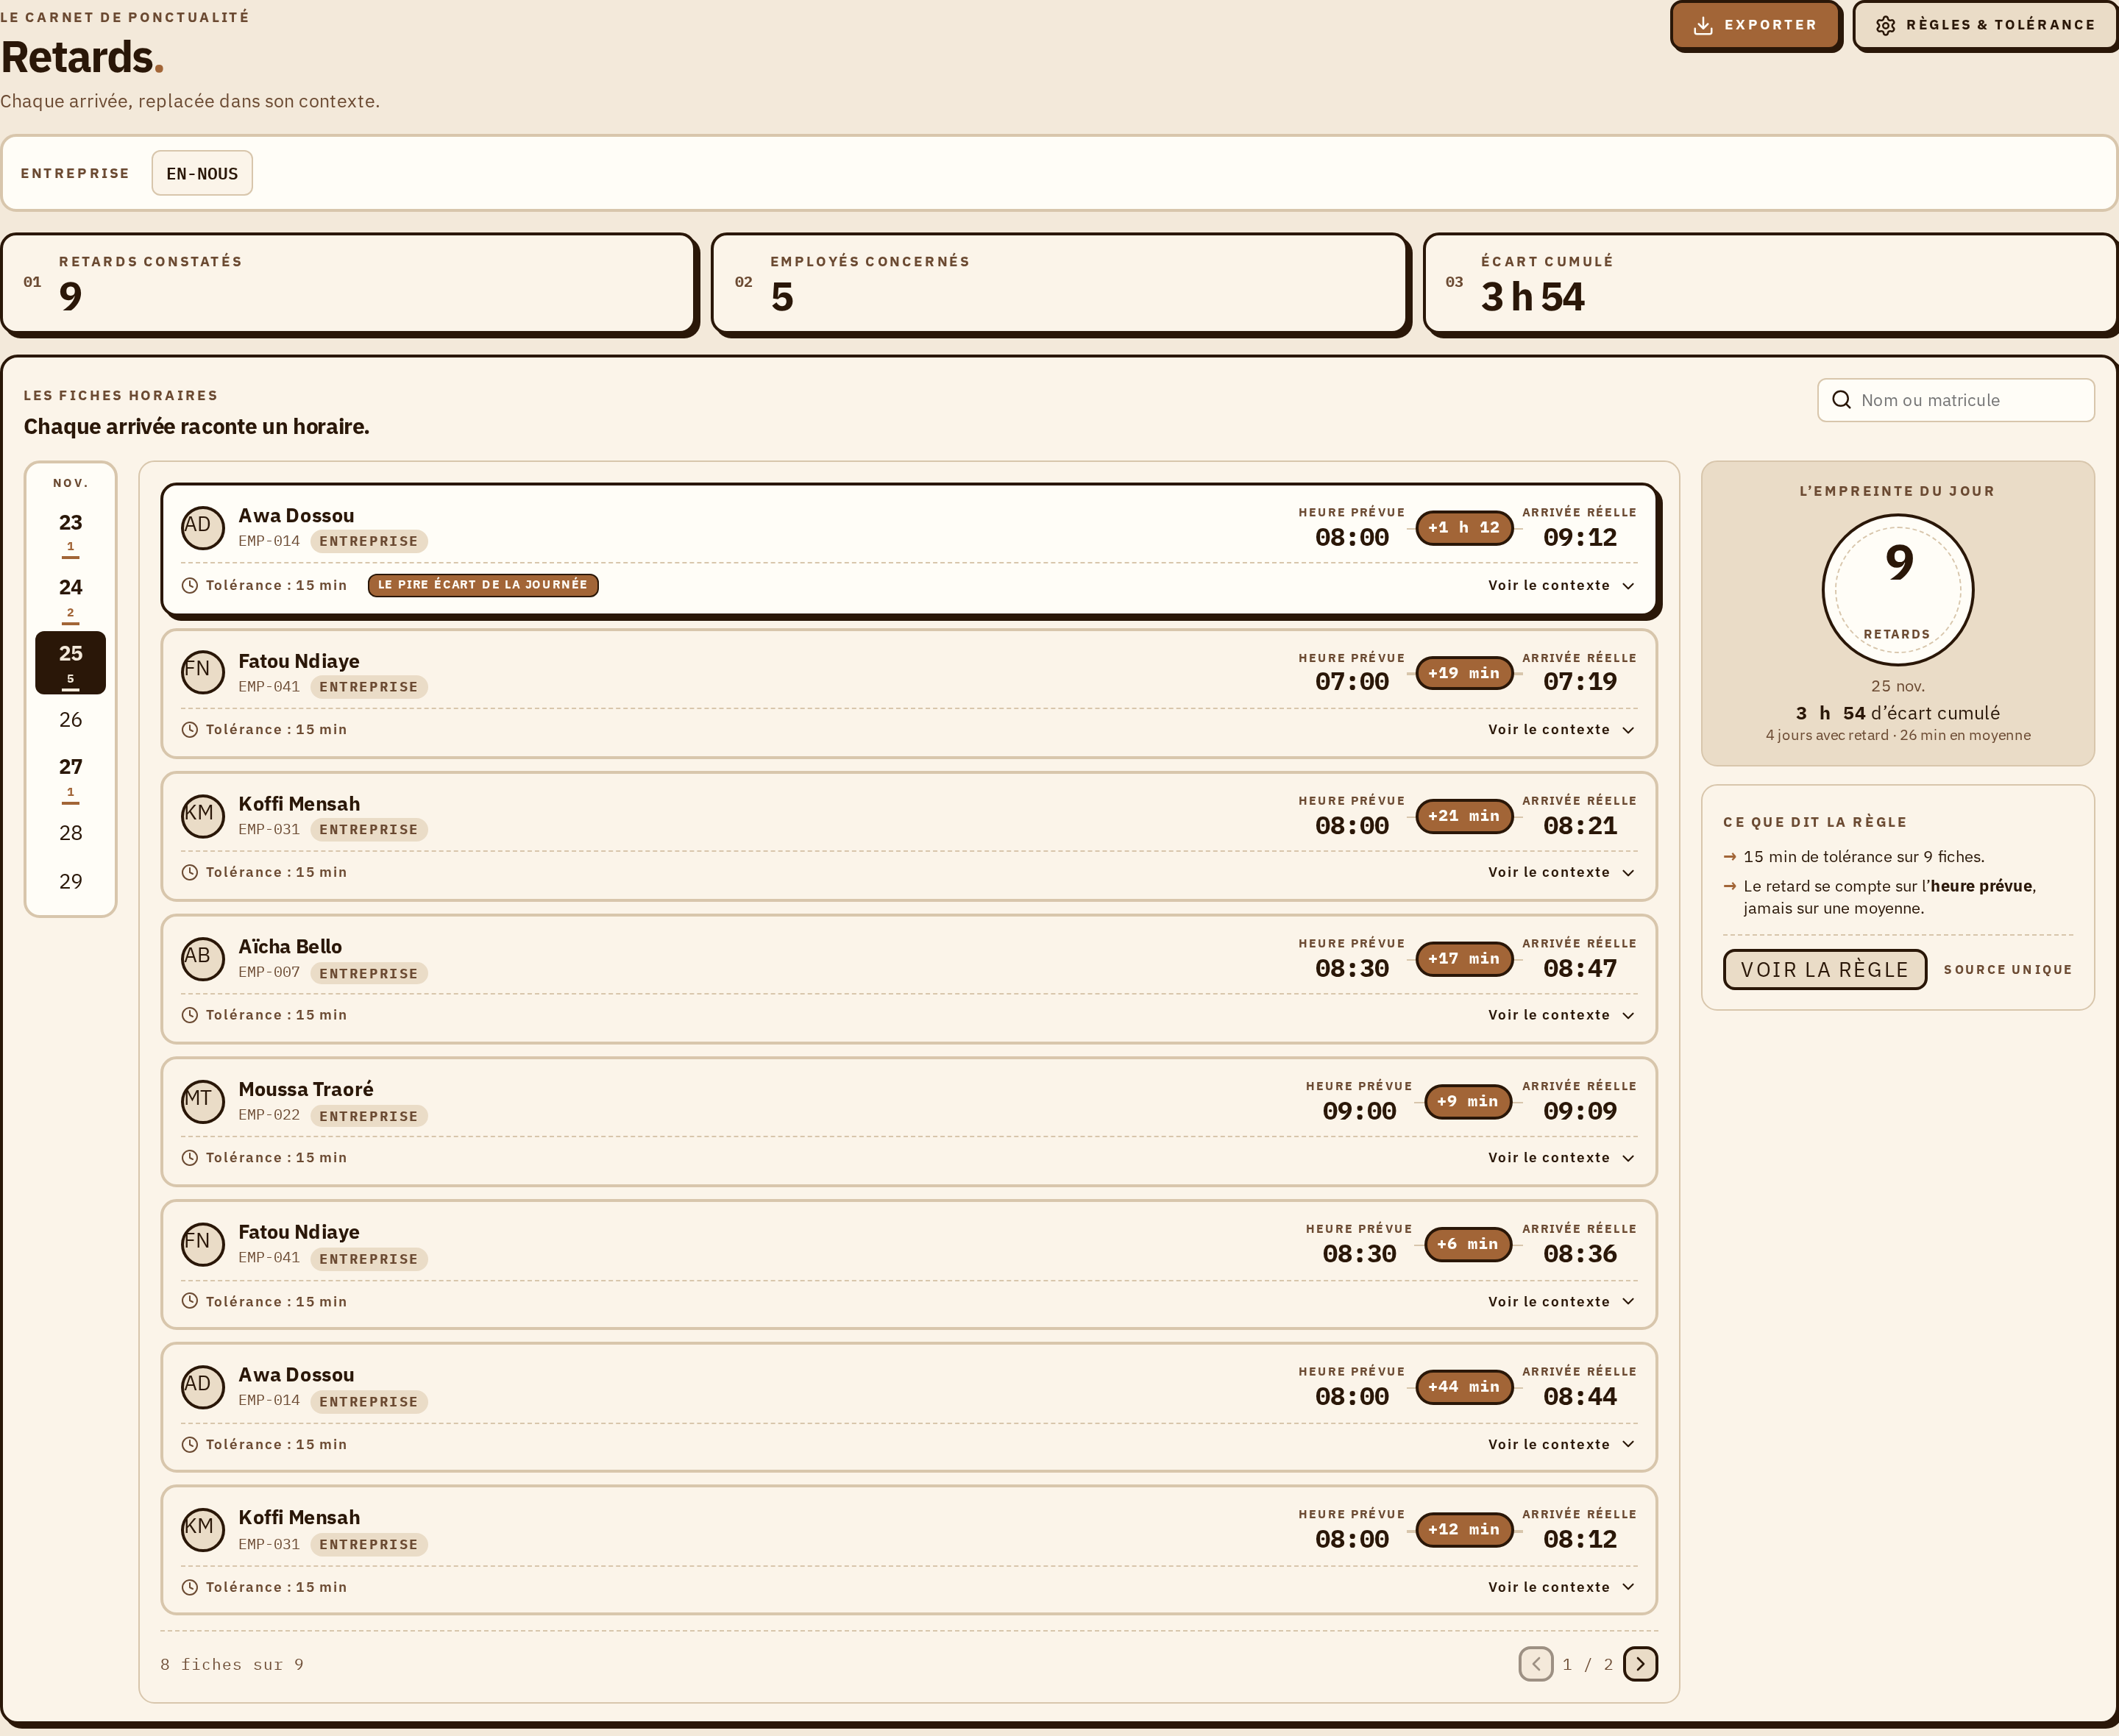 LE CARNET DE PONCTUALITÉ
Retards.
Chaque arrivée, replacée dans son contexte.
EXPORTER
RÈGLES & TOLÉRANCE
ENTREPRISE EN-NOUS
01 RETARDS CONSTATÉS
9
02 EMPLOYÉS CONCERNÉS
5
03 ÉCART CUMULÉ
3 h 54
LES FICHES HORAIRES
Chaque arrivée raconte un horaire.
Nom ou matricule
NOV.
23
1
24
2
25
5
26
27
1
28
29
AD Awa Dossou
EMP-014 ENTREPRISE
HEURE PRÉVUE
08:00
+1 h 12
ARRIVÉE RÉELLE
09:12
Tolérance : 15 min LE PIRE ÉCART DE LA JOURNÉE
Voir le contexte
FN Fatou Ndiaye
EMP-041 ENTREPRISE
HEURE PRÉVUE
07:00
+19 min
ARRIVÉE RÉELLE
07:19
Tolérance : 15 min
Voir le contexte
KM Koffi Mensah
EMP-031 ENTREPRISE
HEURE PRÉVUE
08:00
+21 min
ARRIVÉE RÉELLE
08:21
Tolérance : 15 min
Voir le contexte
AB Aïcha Bello
EMP-007 ENTREPRISE
HEURE PRÉVUE
08:30
+17 min
ARRIVÉE RÉELLE
08:47
Tolérance : 15 min
Voir le contexte
MT Moussa Traoré
EMP-022 ENTREPRISE
HEURE PRÉVUE
09:00
+9 min
ARRIVÉE RÉELLE
09:09
Tolérance : 15 min
Voir le contexte
FN Fatou Ndiaye
EMP-041 ENTREPRISE
HEURE PRÉVUE
08:30
+6 min
ARRIVÉE RÉELLE
08:36
Tolérance : 15 min
Voir le contexte
AD Awa Dossou
EMP-014 ENTREPRISE
HEURE PRÉVUE
08:00
+44 min
ARRIVÉE RÉELLE
08:44
Tolérance : 15 min
Voir le contexte
KM Koffi Mensah
EMP-031 ENTREPRISE
HEURE PRÉVUE
08:00
+12 min
ARRIVÉE RÉELLE
08:12
Tolérance : 15 min
Voir le contexte
8 fiches sur 9
1 / 2
L’EMPREINTE DU JOUR
9
RETARDS
25 nov.
3 h 54 d’écart cumulé
4 jours avec retard · 26 min en moyenne
CE QUE DIT LA RÈGLE
→ 15 min de tolérance sur 9 fiches.
→ Le retard se compte sur l’heure prévue,
jamais sur une moyenne.
VOIR LA RÈGLE SOURCE UNIQUE